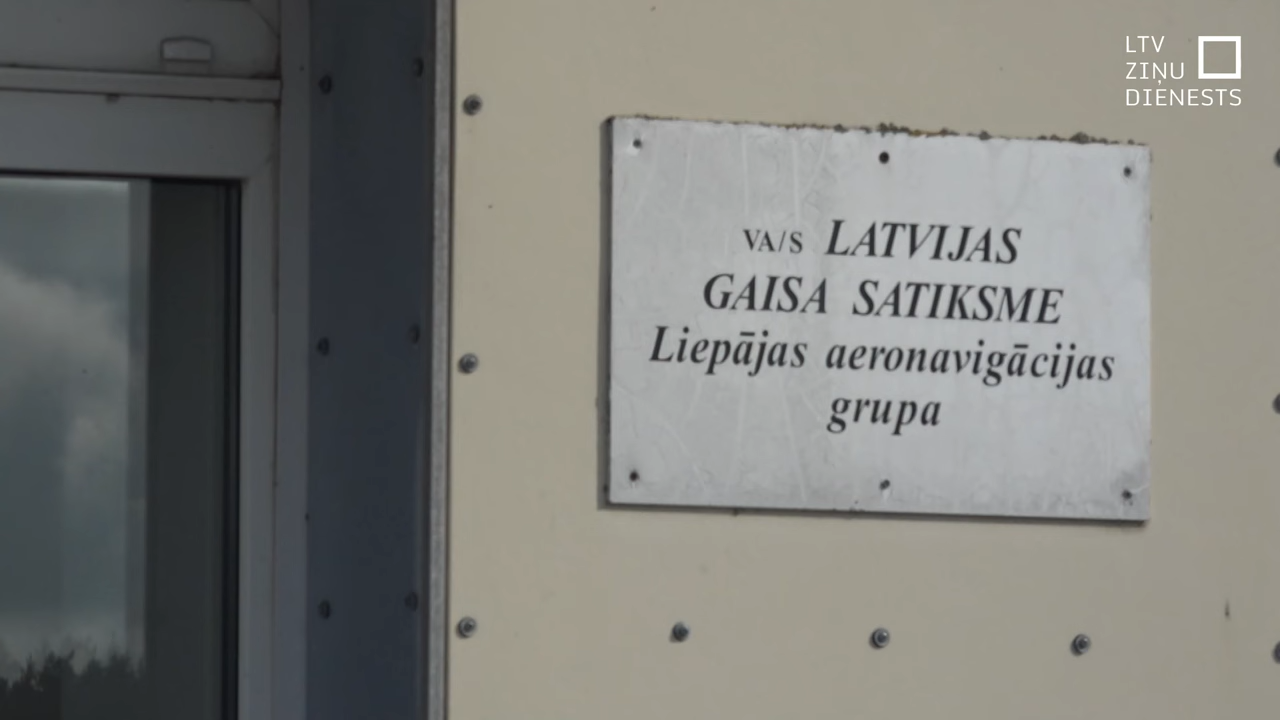 LTV
ZIŅU
DIENESTS
VA/S LATVIJAS
GAISA SATIKSME
Liepājas aeronavigācijas
grupa